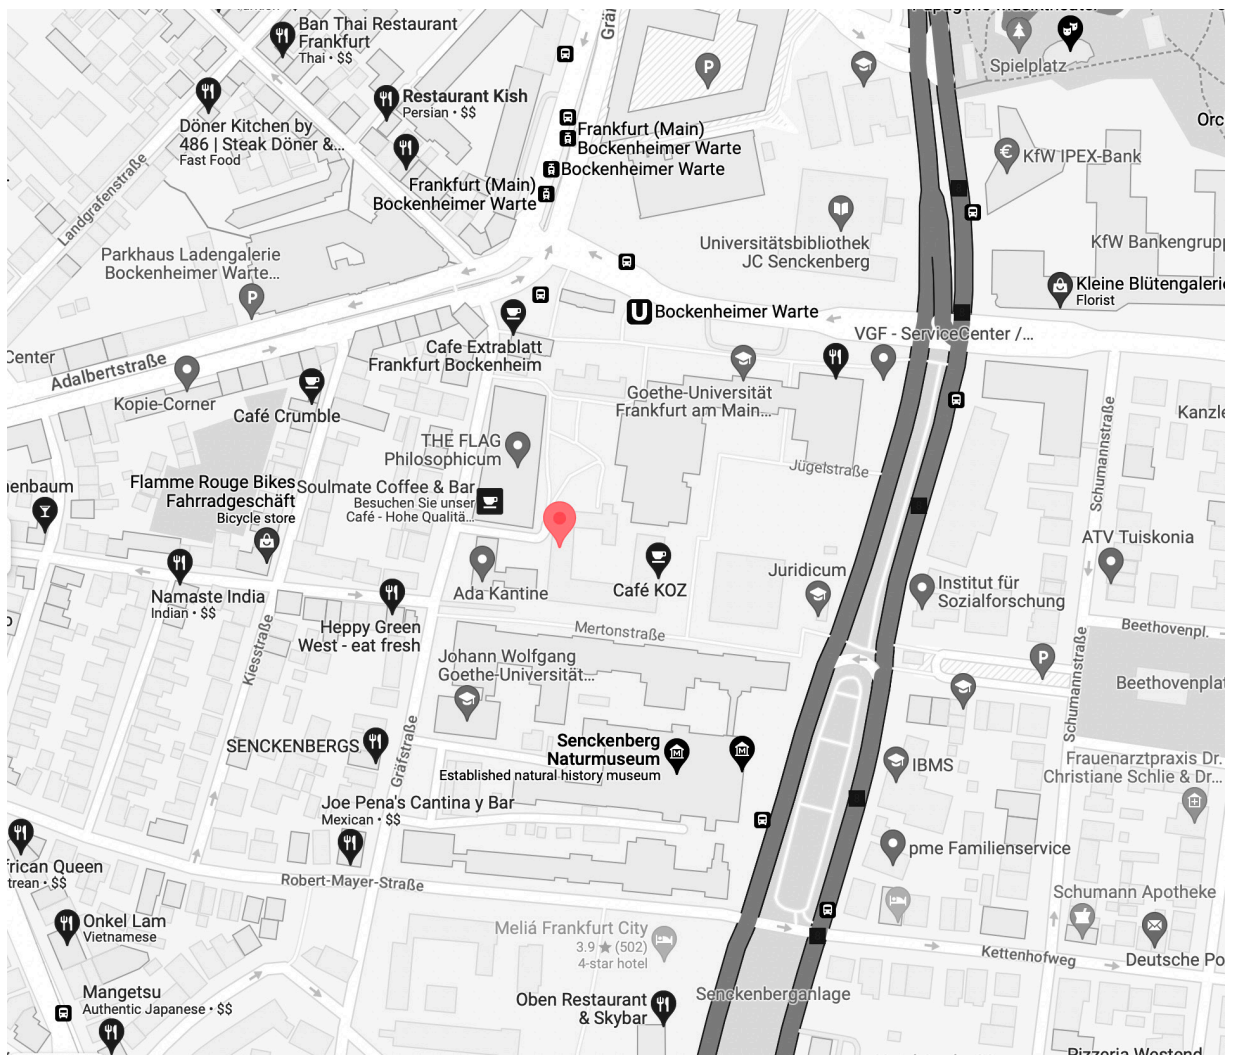 Ban Thai Restaurant
Frankfurt
Thai • $$
Grä
Spielplatz
P
Restaurant Kish
Persian • $$
Döner Kitchen by
486 | Steak Döner &...
Fast Food
Frankfurt (Main)
Bockenheimer Warte
Bockenheimer Warte
Frankfurt (Main)
Bockenheimer Warte
Orc
€
KfW IPEX-Bank
Landgrafenstraße
Universitätsbibliothek
JC Senckenberg
KfW Bankengrupp
Parkhaus Ladengalerie
Bockenheimer Warte...
P
Kleine Blütengalerie
Florist
U
Bockenheimer Warte
VGF - ServiceCenter /...
Cafe Extrablatt
Frankfurt Bockenheim
Center
Adalbertstraße
Kopie-Corner
Café Crumble
Goethe-Universität
Frankfurt am Main...
Kanzle
Schumannstraße
THE FLAG
Philosophicum
Jügelstraße
nenbaum
Flamme Rouge Bikes
Fahrradgeschäft
Bicycle store
Soulmate Coffee & Bar
Besuchen Sie unser
Café - Hohe Qualitä...
ATV Tuiskonia
Namaste India
Indian • $$
Ada Kantine
Café KOZ
Juridicum
Institut für
Sozialforschung
Heppy Green
West - eat fresh
Mertonstraße
Beethovenpl.
Kiesstraße
Johann Wolfgang
Goethe-Universität...
P
Schumannstraße
Beethovenplat
SENCKENBERGS
Gräfstraße
Senckenberg
Naturmuseum
Established natural history museum
IBMS
Frauenarztpraxis Dr.
Christiane Schlie & Dr...
Joe Pena's Cantina y Bar
Mexican • $$
pme Familienservice
frican Queen
trean • $$
Robert-Mayer-Straße
Schumann Apotheke
Onkel Lam
Vietnamese
Meliá Frankfurt City
3.9 ★ (502)
4-star hotel
Kettenhofweg
Deutsche Po
Mangetsu
Authentic Japanese • $$
Oben Restaurant
& Skybar
Senckenberganlage
Pizzeria Westend